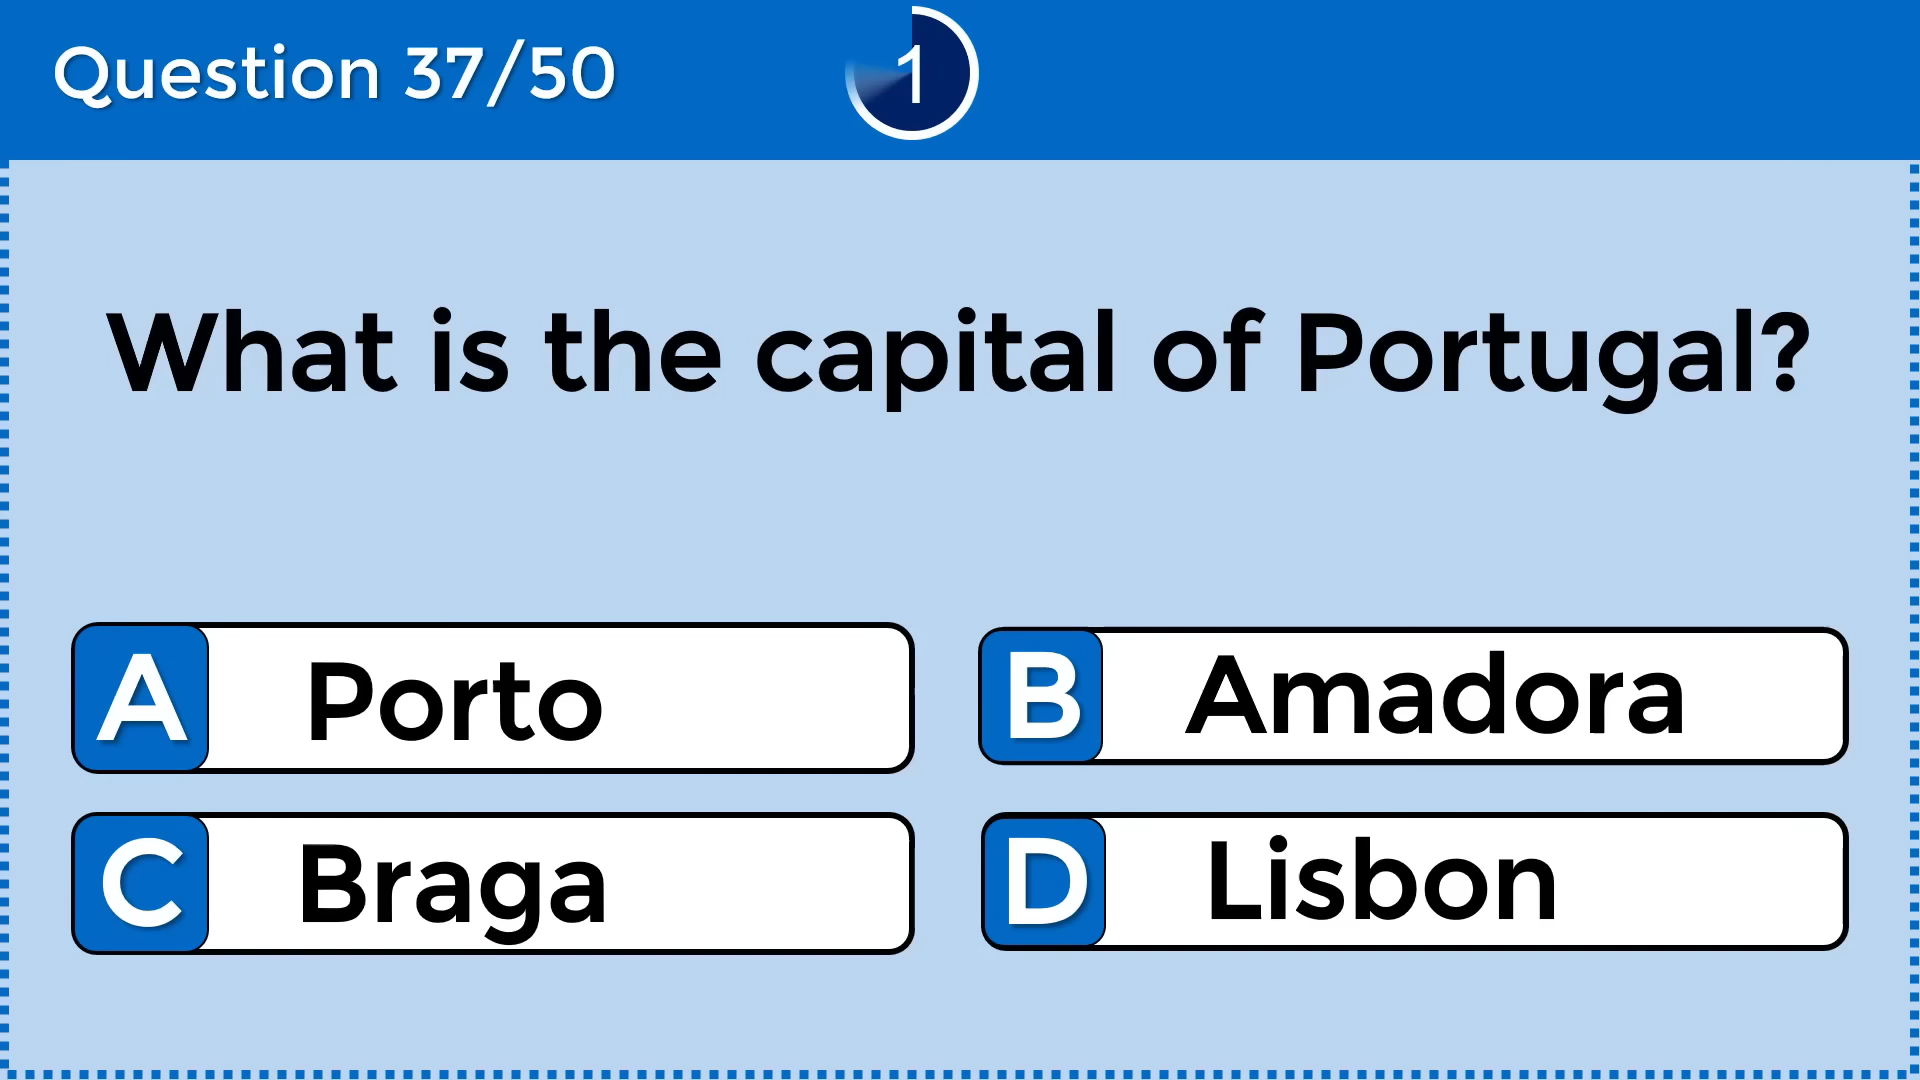 Question 37/50
1
What is the capital of Portugal?
A Porto
B Amadora
C Braga
D Lisbon